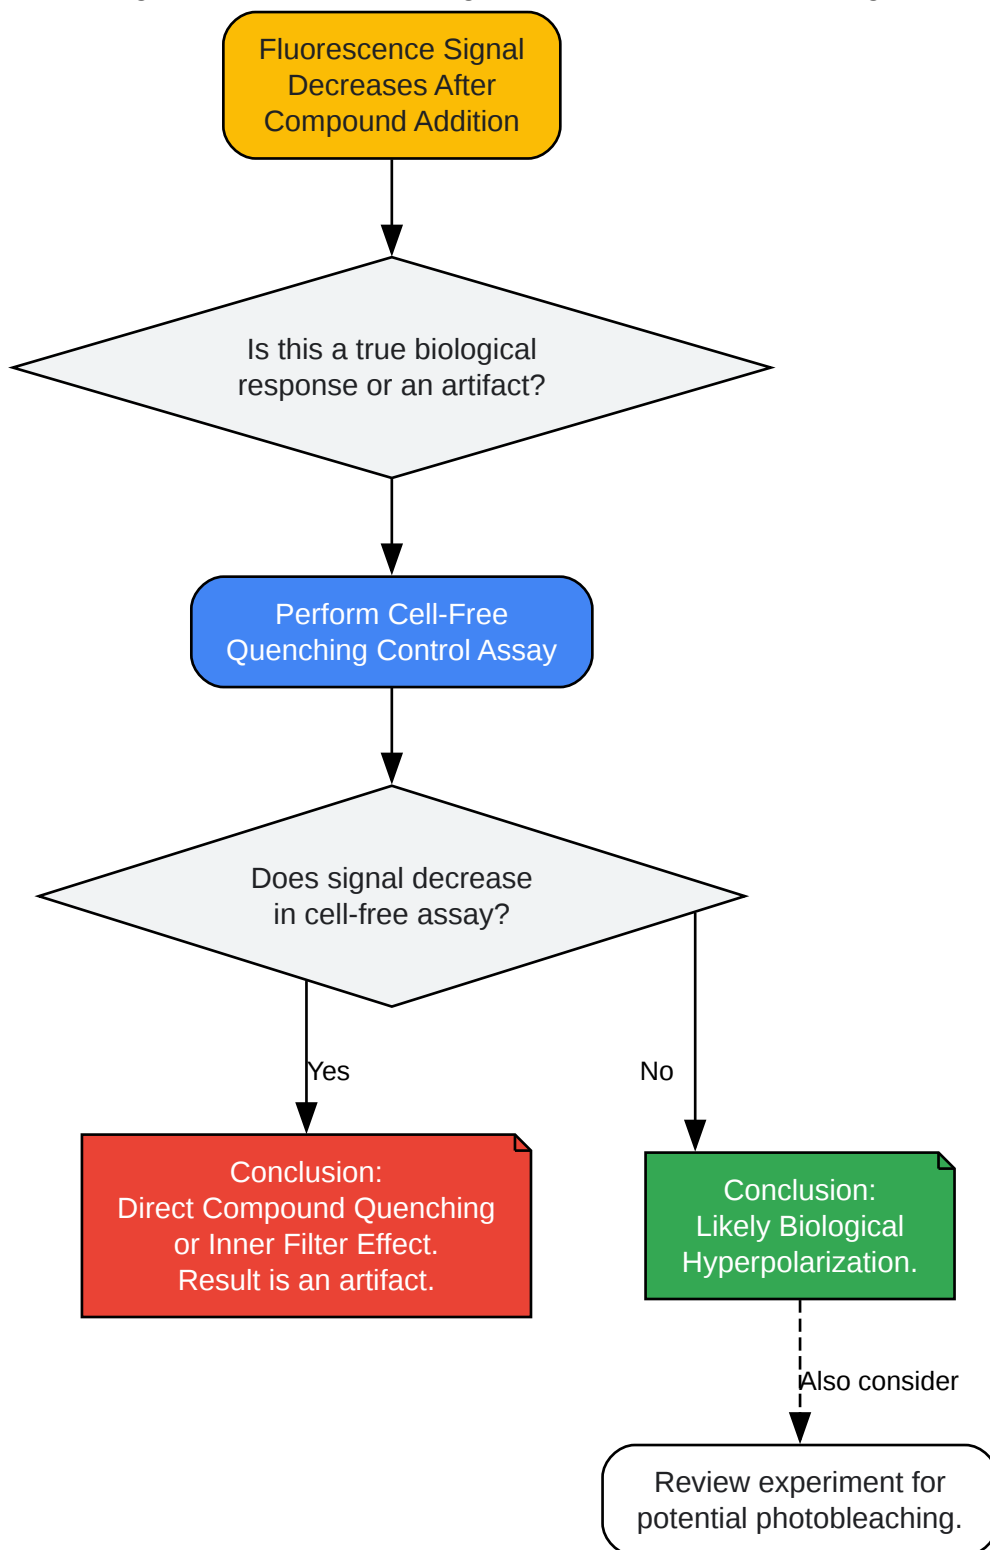 Fluorescence Signal
Decreases After
Compound Addition
Is this a true biological
response or an artifact?
Perform Cell-Free
Quenching Control Assay
Does signal decrease
in cell-free assay?
Yes
No
Conclusion:
Direct Compound Quenching
or Inner Filter Effect.
Result is an artifact.
Conclusion:
Likely Biological
Hyperpolarization.
Also consider
Review experiment for
potential photobleaching.